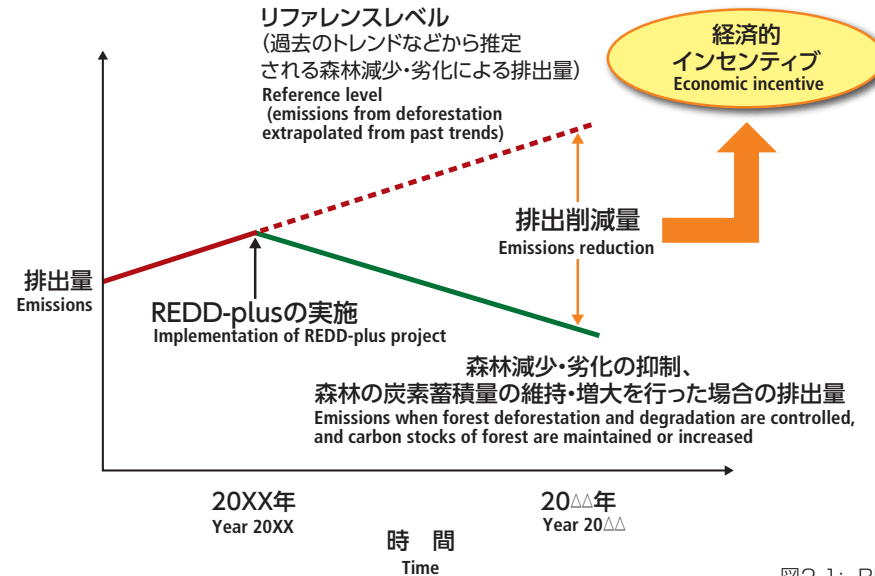 リファレンスレベル
（過去のトレンドなどから推定
される森林減少・劣化による排出量）
Reference level
(emissions from deforestation
extrapolated from past trends)
経済的
インセンティブ
Economic incentive
排出削減量
Emissions reduction
排出量
Emissions
REDD-plusの実施
Implementation of REDD-plus project
森林減少・劣化の抑制、
森林の炭素蓄積量の維持・増大を行った場合の排出量
Emissions when forest deforestation and degradation are controlled,
and carbon stocks of forest are maintained or increased
20XX年
Year 20XX
20△△年
Year 20△△
時　間
Time